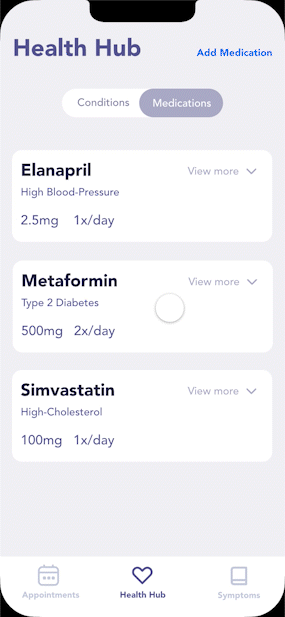 Health Hub
Add Medication
Conditions
Medications
Elanapril
View more
High Blood-Pressure
2.5mg 1x/day
Metaformin
View more
Type 2 Diabetes
500mg 2x/day
Simvastatin
View more
High-Cholesterol
100mg 1x/day
Appointments
Health Hub
Symptoms